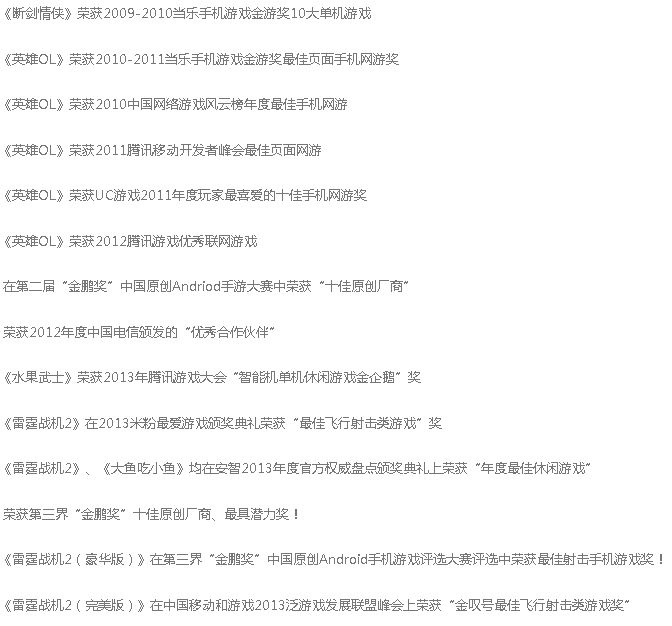 《断剑情侠》荣获2009-2010当乐手机游戏金游奖10大单机游戏
《英雄OL》荣获2010-2011当乐手机游戏金游奖最佳页面手机网游奖
《英雄OL》荣获2010中国网络游戏风云榜年度最佳手机网游
《英雄OL》荣获2011腾讯移动开发者峰会最佳页面网游
《英雄OL》荣获UC游戏2011年度玩家最喜爱的十佳手机网游奖
《英雄OL》荣获2012腾讯游戏优秀联网游戏
在第二届“金鹏奖”中国原创Andriod手游大赛中荣获“十佳原创厂商”
荣获2012年度中国电信颁发的“优秀合作伙伴”
《水果武士》荣获2013年腾讯游戏大会“智能机单机休闲游戏金企鹅”奖
《雷霆战机2》在2013米粉最爱游戏颁奖典礼荣获“最佳飞行射击类游戏”奖
《雷霆战机2》、《大鱼吃小鱼》均在安智2013年度官方权威盘点颁奖典礼上荣获“年度最佳休闲游戏”
荣获第三界“金鹏奖”十佳原创厂商、最具潜力奖！
《雷霆战机2（豪华版）》在第三界“金鹏奖”中国原创Android手机游戏评选大赛评选中荣获最佳射击手机游戏奖！
《雷霆战机2（完美版）》在中国移动和游戏2013泛游戏发展联盟峰会上荣获“金叹号最佳飞行射击类游戏奖”